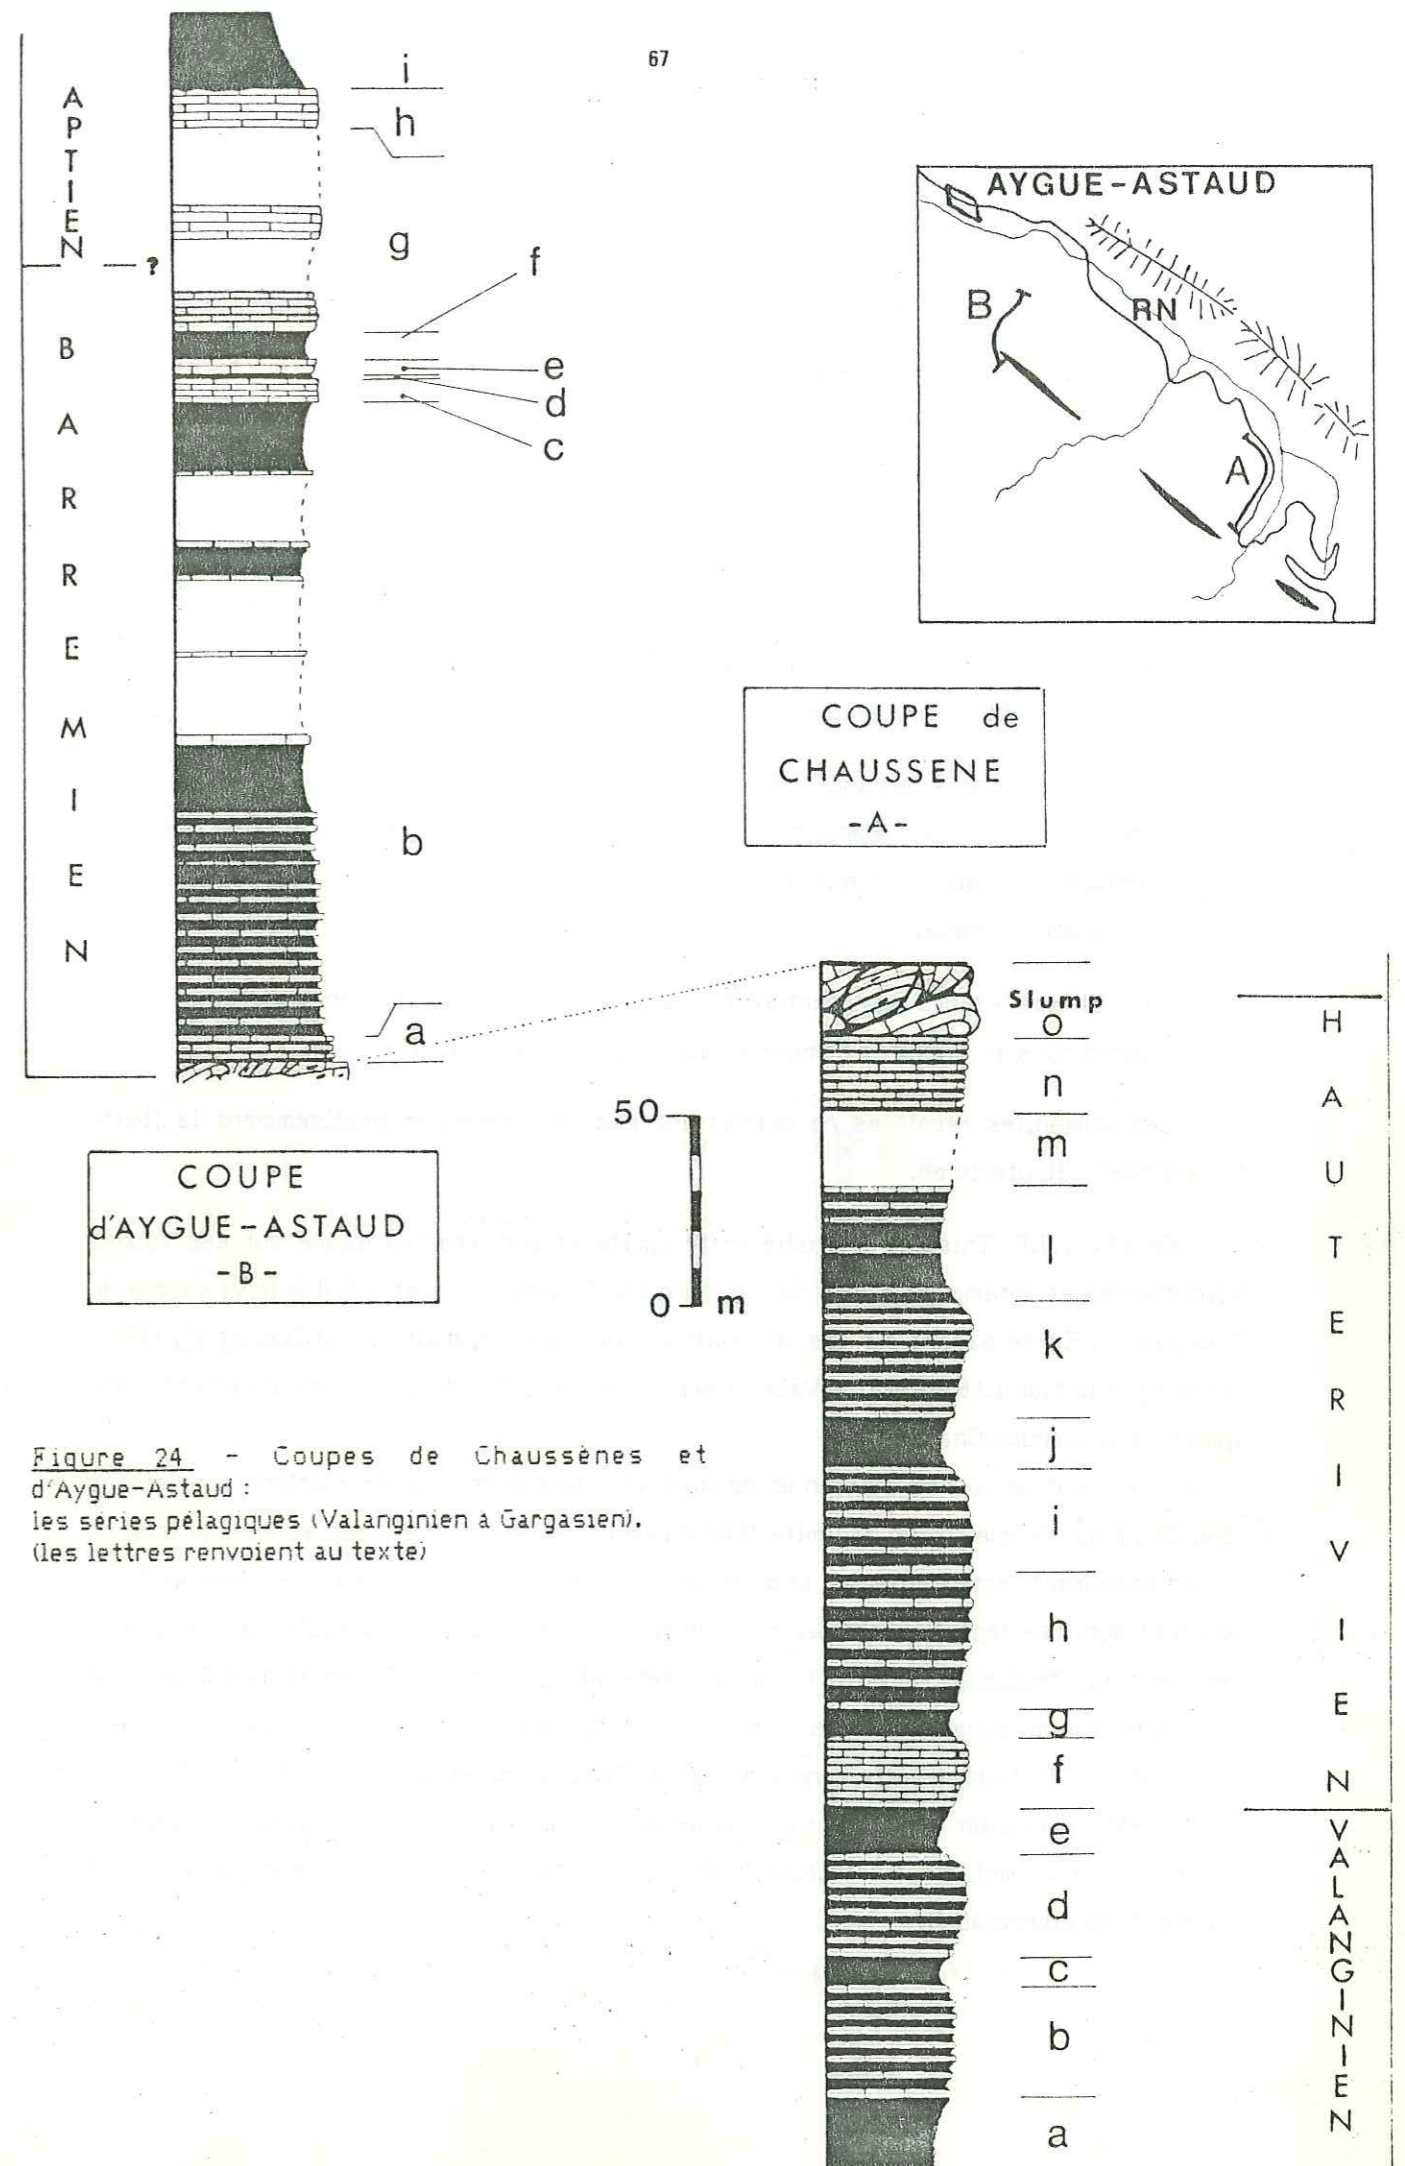 67
i
h
g
f
e
d
c
b
a
APTIEN
?
BARREMIEN
AYGUE-ASTAUD
B
RN
A
COUPE de
CHAUSSENE
-A-
COUPE
d'AYGUE-ASTAUD
-B-
50
0 m
Slump
o
n
m
l
k
j
i
h
g
f
e
d
c
b
a
HAUTERIVIEN
VALANGINIEN
Figure 24 - Coupes de Chaussènes et
d'Aygue-Astaud :
les séries pélagiques (Valanginien à Gargasien).
(les lettres renvoient au texte)